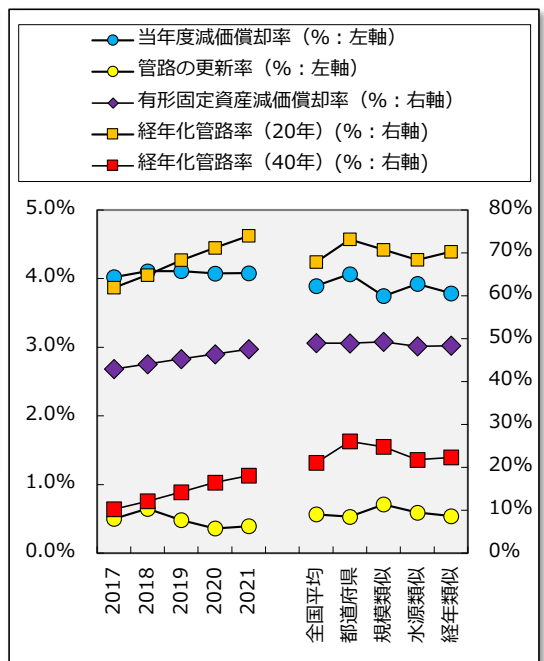 当年度減価償却率（%：左軸）
管路の更新率（%：左軸）
有形固定資産減価償却率（%：右軸）
経年化管路率（20年）(%：右軸)
経年化管路率（40年）(%：右軸)
5.0%
4.0%
3.0%
2.0%
1.0%
0.0%
80%
70%
60%
50%
40%
30%
20%
10%
0%
2017
2018
2019
2020
2021
全国平均
都道府県
規模類似
水源類似
経年類似